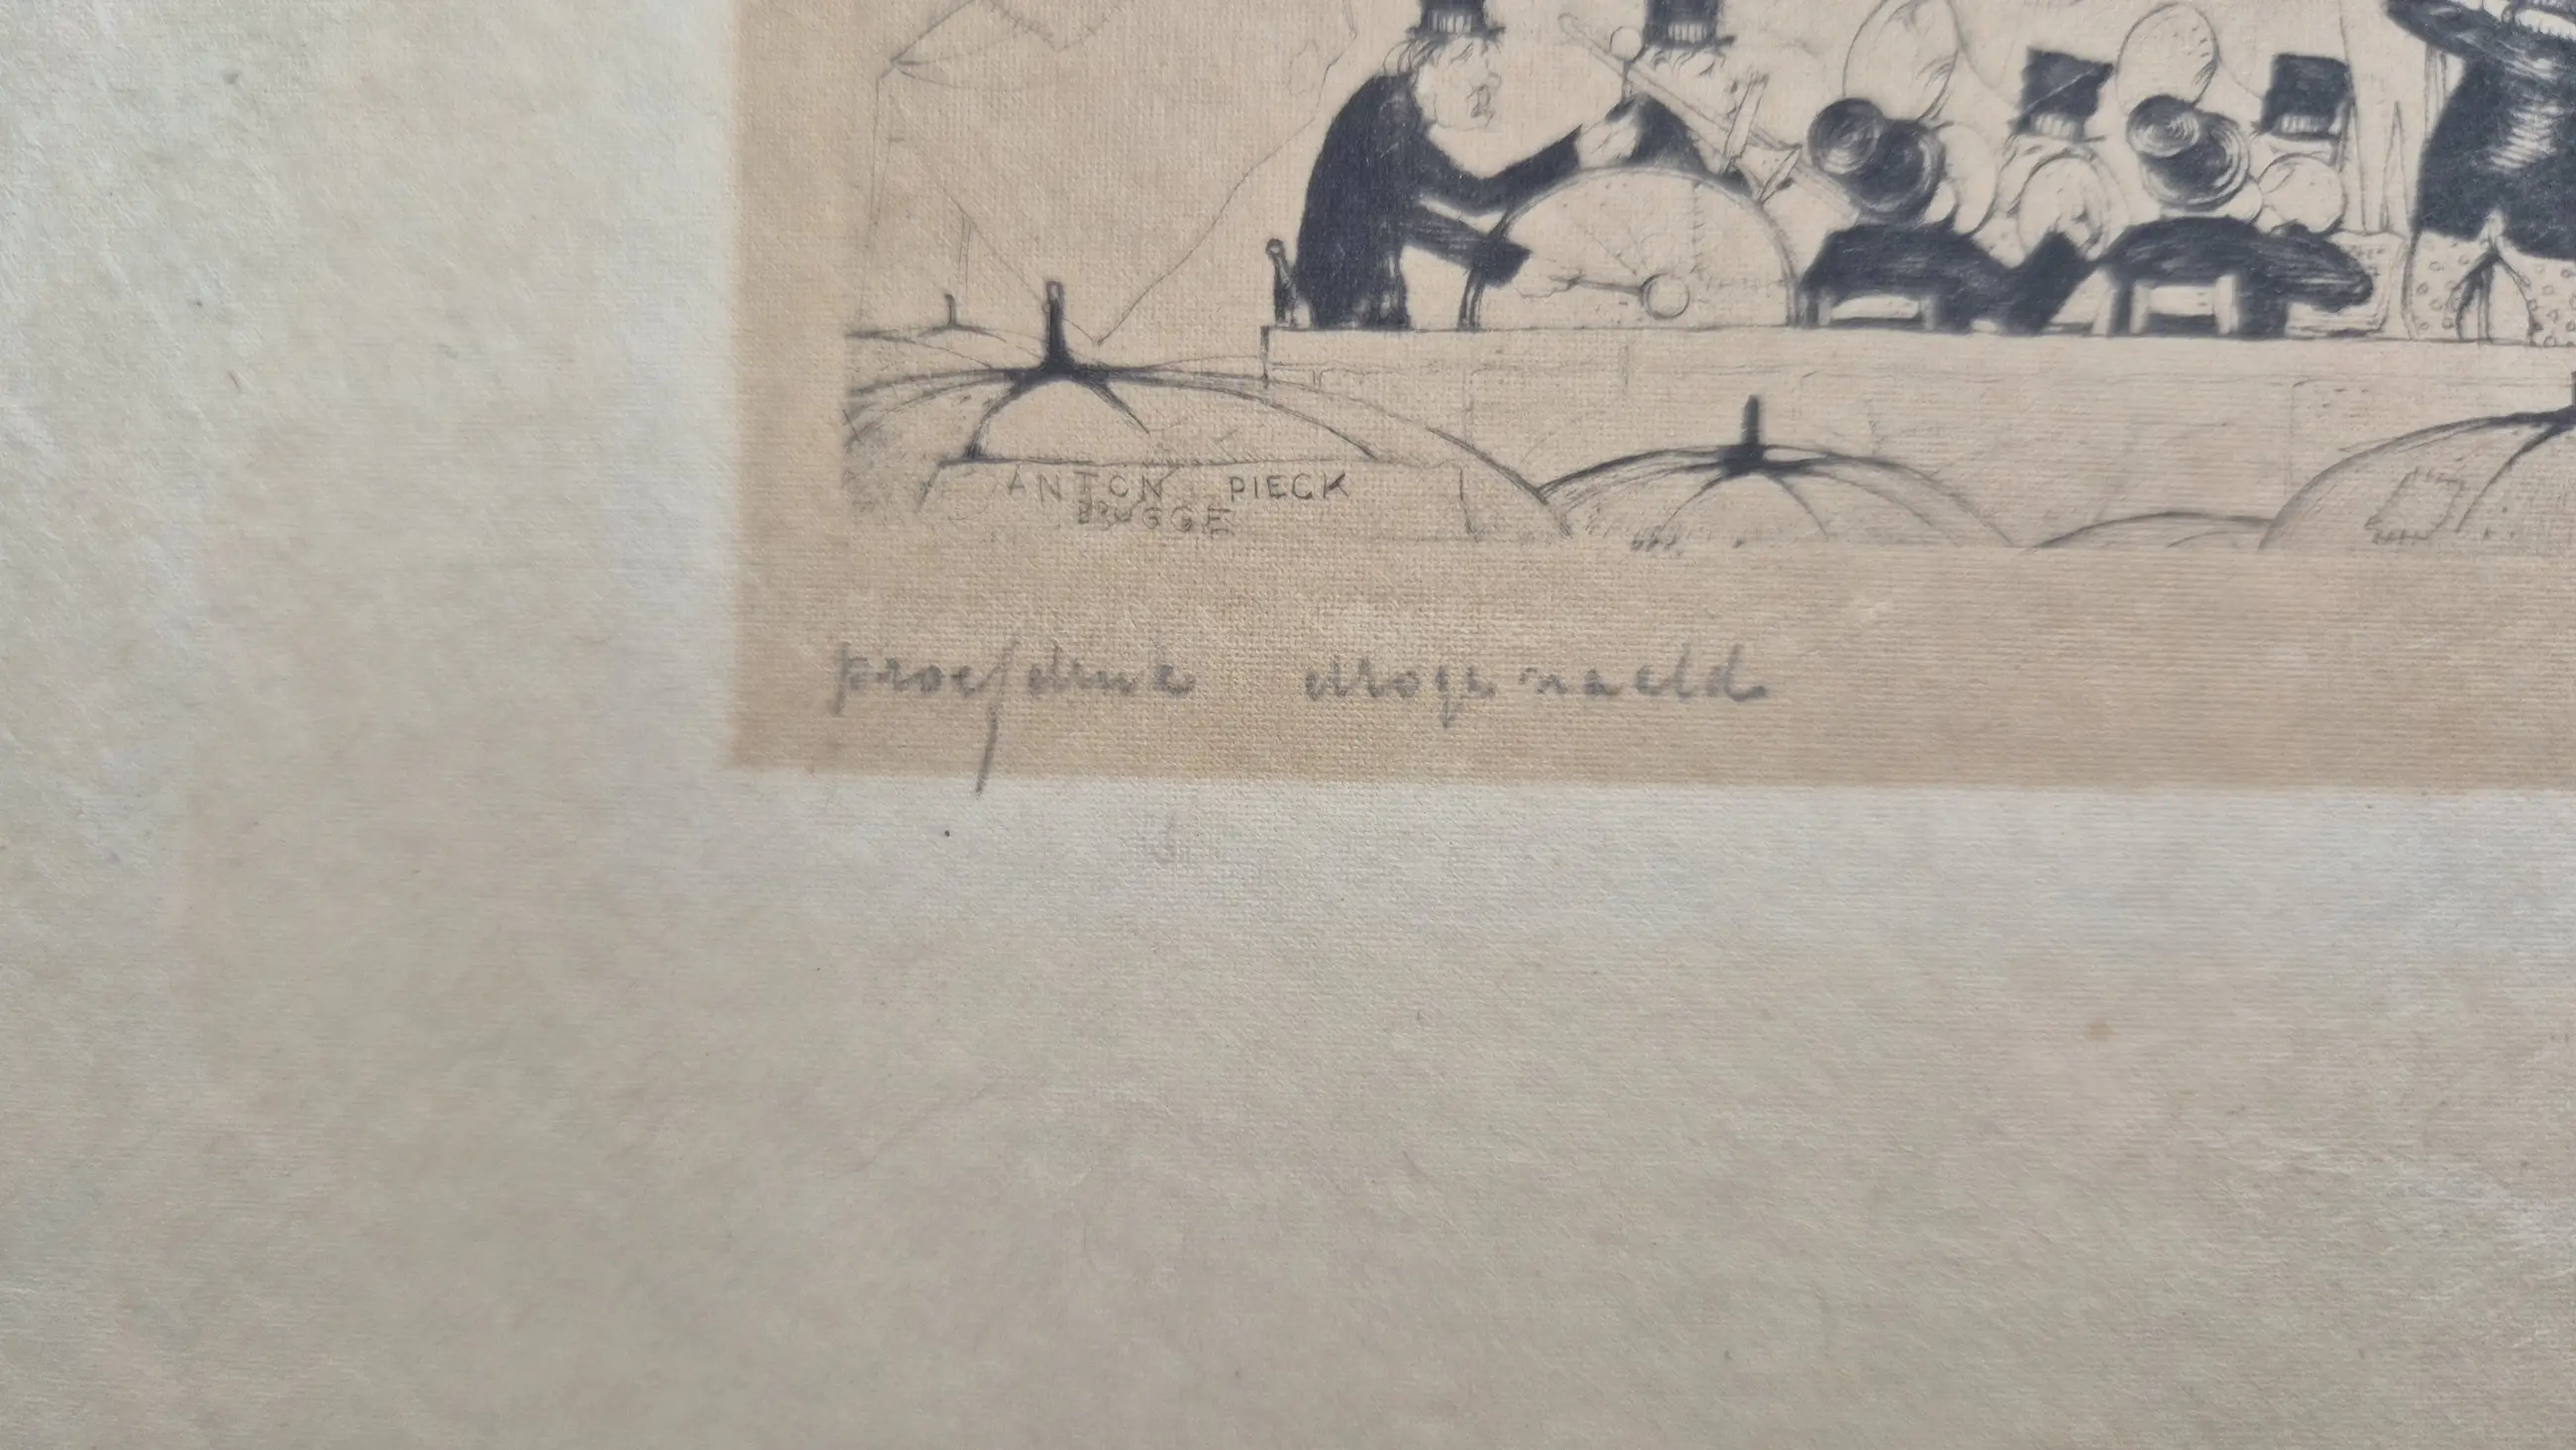 ANTON PIECK
BRUGGE
proefdruk droge naald